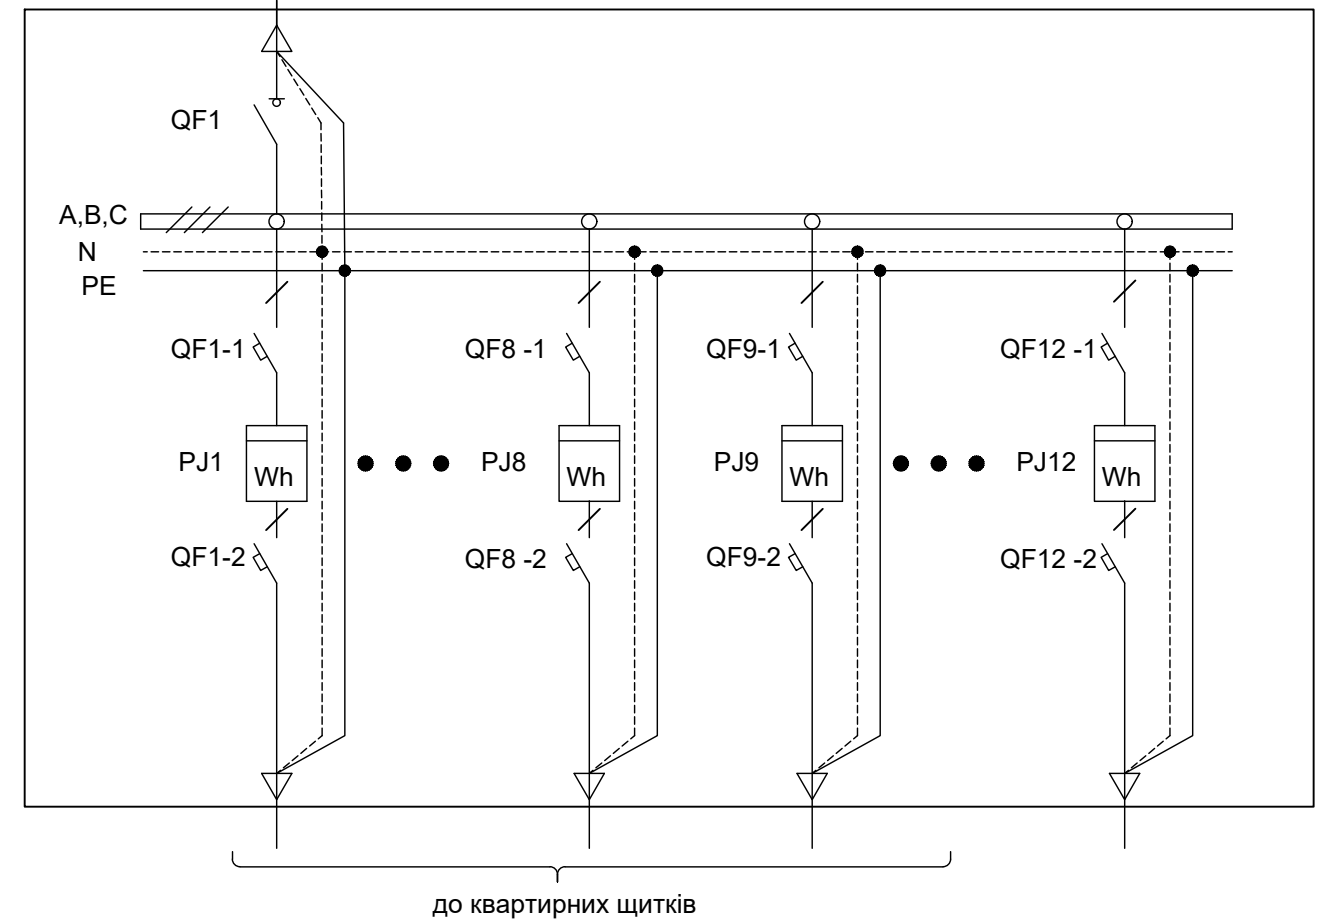 QF1
A,B,C
N
PE
QF1-1 QF8 -1 QF9-1 QF12 -1
PJ1 Wh PJ8 Wh PJ9 Wh PJ12 Wh
QF1-2 QF8 -2 QF9-2 QF12 -2
до квартирних щитків